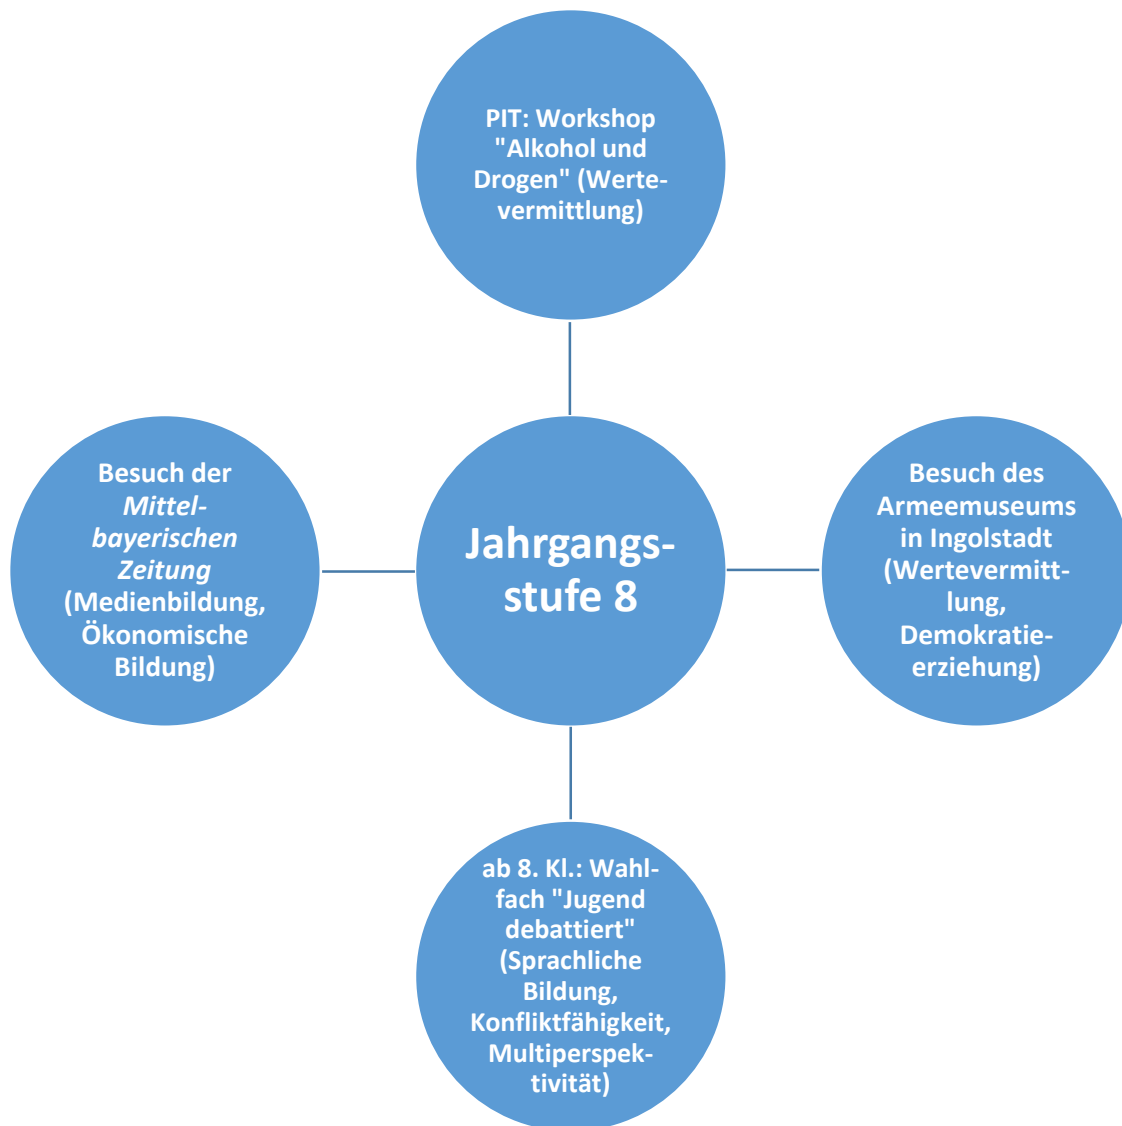 PIT: Workshop
"Alkohol und
Drogen" (Werte-
vermittlung)
Besuch der
Mittel-
bayerischen
Zeitung
(Medienbildung,
Ökonomische
Bildung)
Jahrgangs-
stufe 8
Besuch des
Armeemuseums
in Ingolstadt
(Wertevermitt-
lung,
Demokratie-
erziehung)
ab 8. Kl.: Wahl-
fach "Jugend
debattiert"
(Sprachliche
Bildung,
Konfliktfähigkeit,
Multiperspek-
tivität)